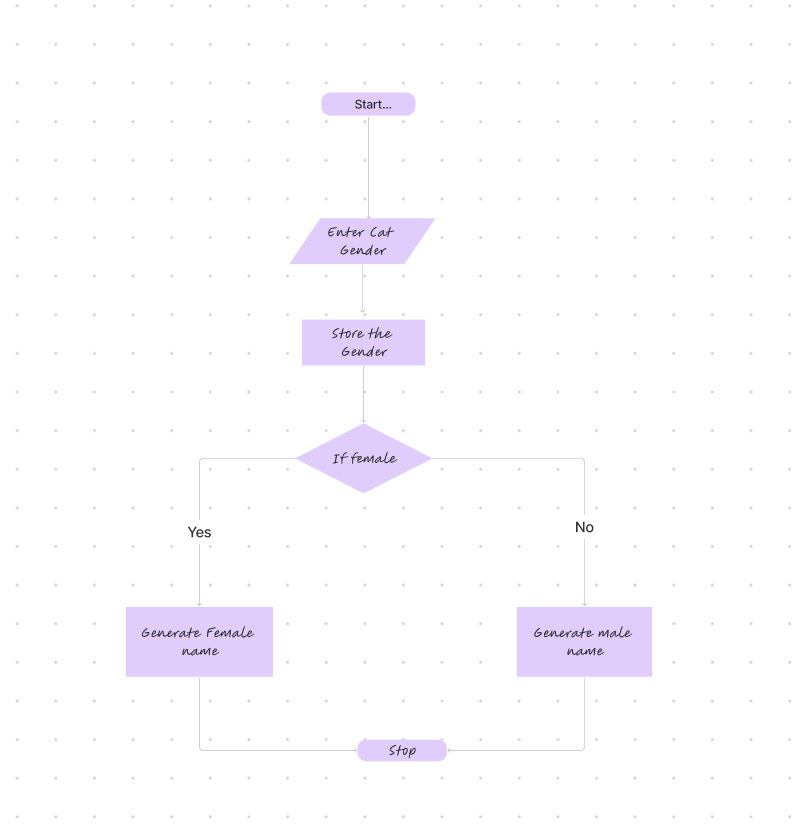 Start...
Enter Cat
Gender
Store the
Gender
If female
Yes
No
Generate Female
name
Generate male
name
Stop